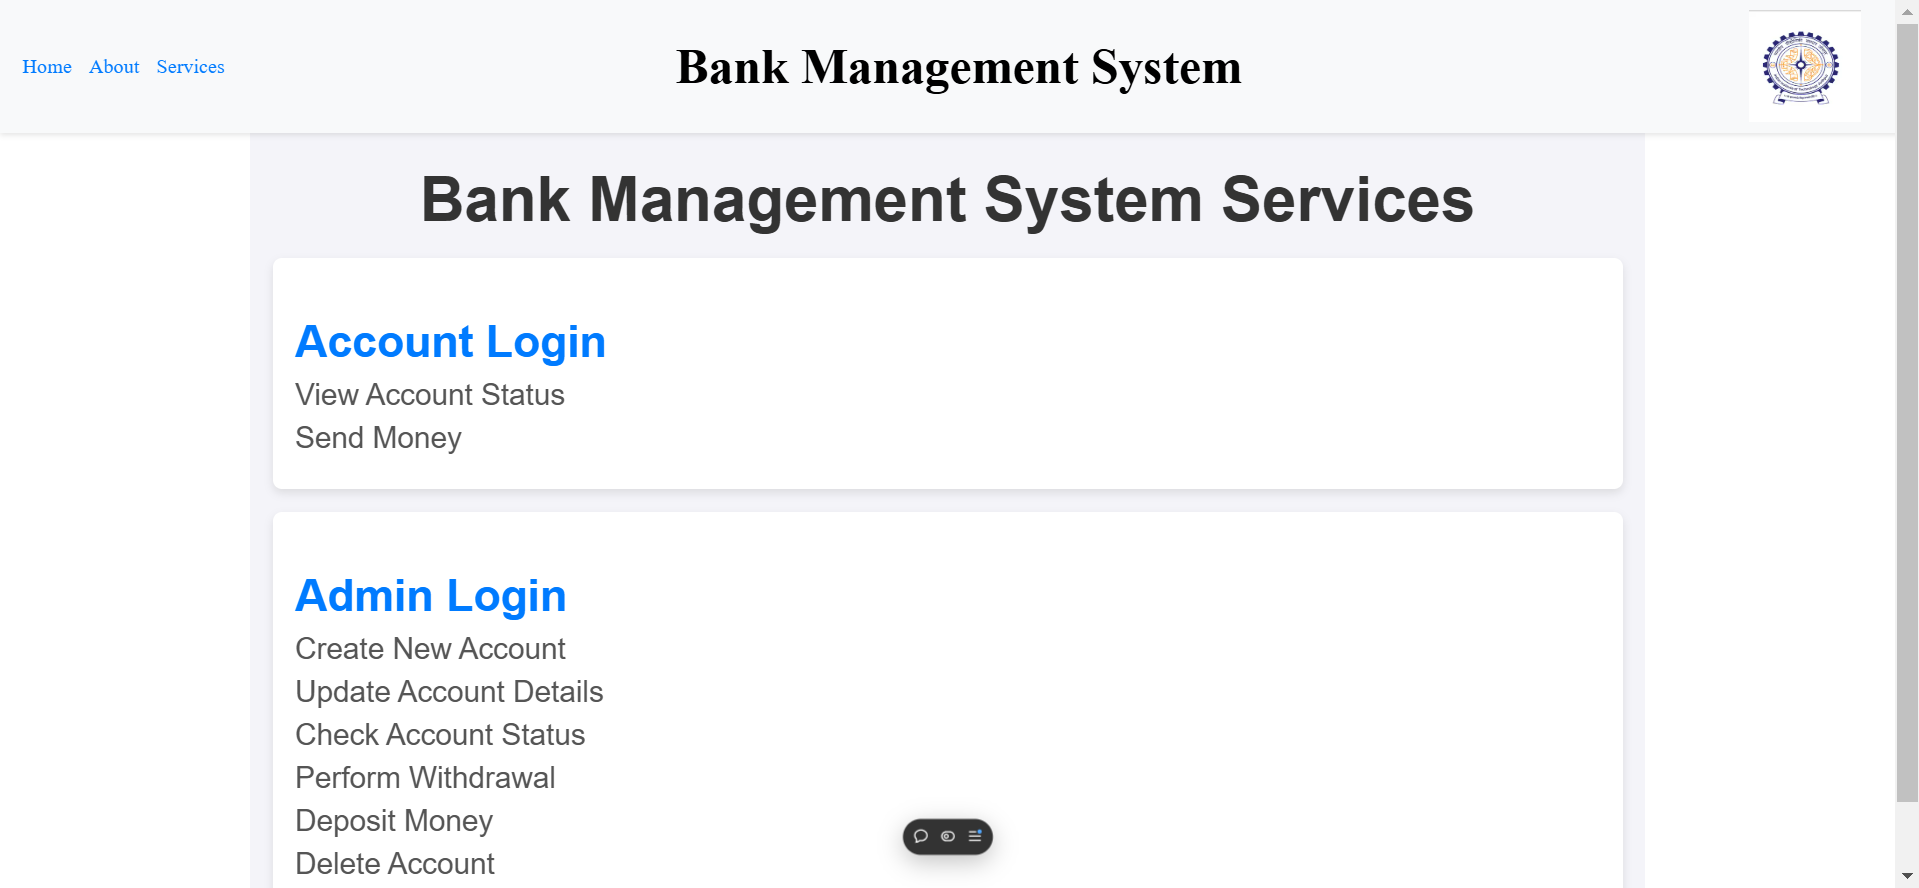 Home About Services
Bank Management System
Bank Management System Services
Account Login
View Account Status
Send Money
Admin Login
Create New Account
Update Account Details
Check Account Status
Perform Withdrawal
Deposit Money
Delete Account